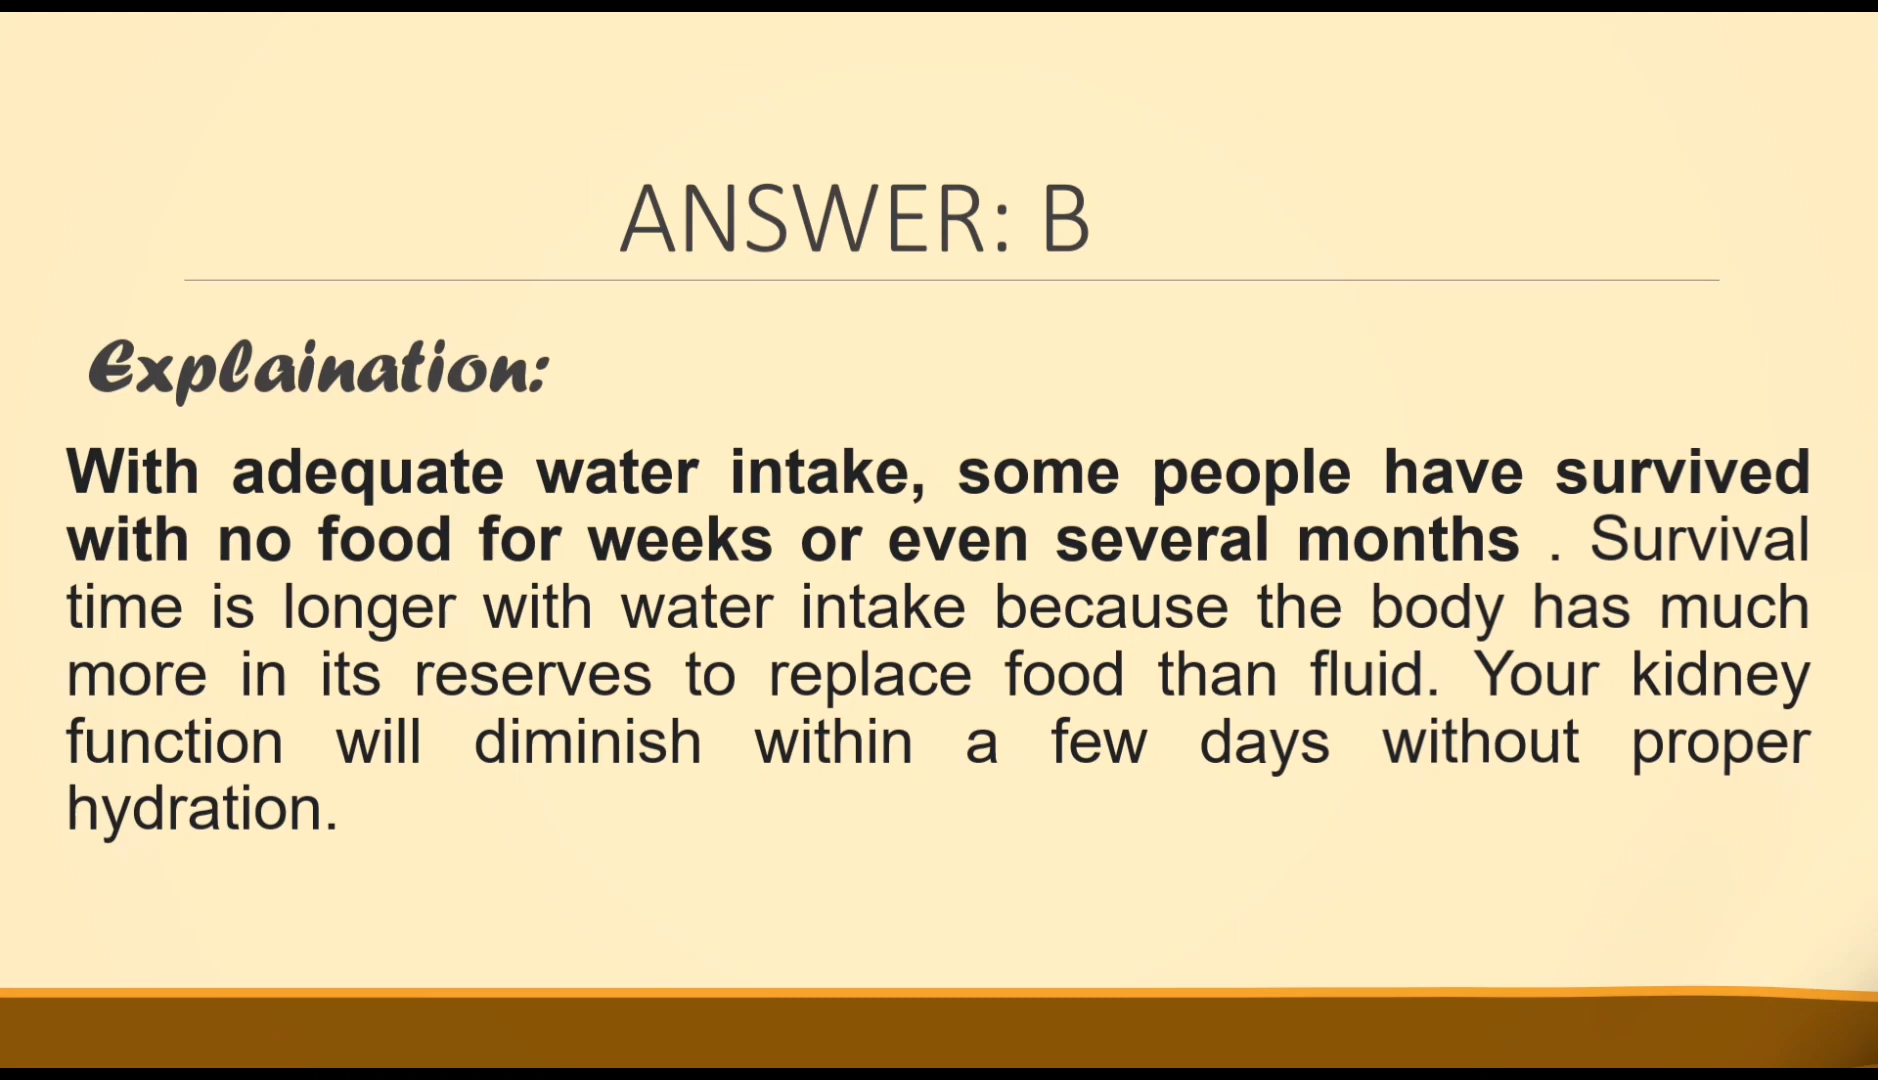 ANSWER: B
Explaination:
With adequate water intake, some people have survived
with no food for weeks or even several months . Survival
time is longer with water intake because the body has much
more in its reserves to replace food than fluid. Your kidney
function will diminish within a few days without proper
hydration.